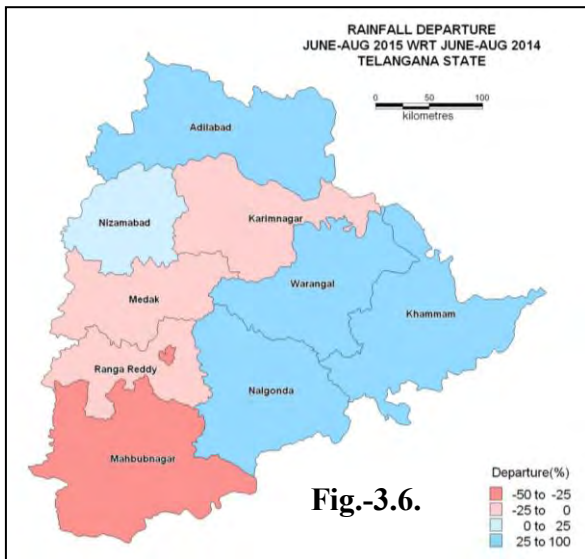 RAINFALL DEPARTURE
JUNE-AUG 2015 WRT JUNE-AUG 2014
TELANGANA STATE
0 50 100
kilometres
Adilabad
Nizamabad
Karimnagar
Medak
Warangal
Khammam
Ranga Reddy
Nalgonda
Mahbubnagar
Fig.-3.6.
Departure(%)
-50 to -25
-25 to 0
0 to 25
25 to 100